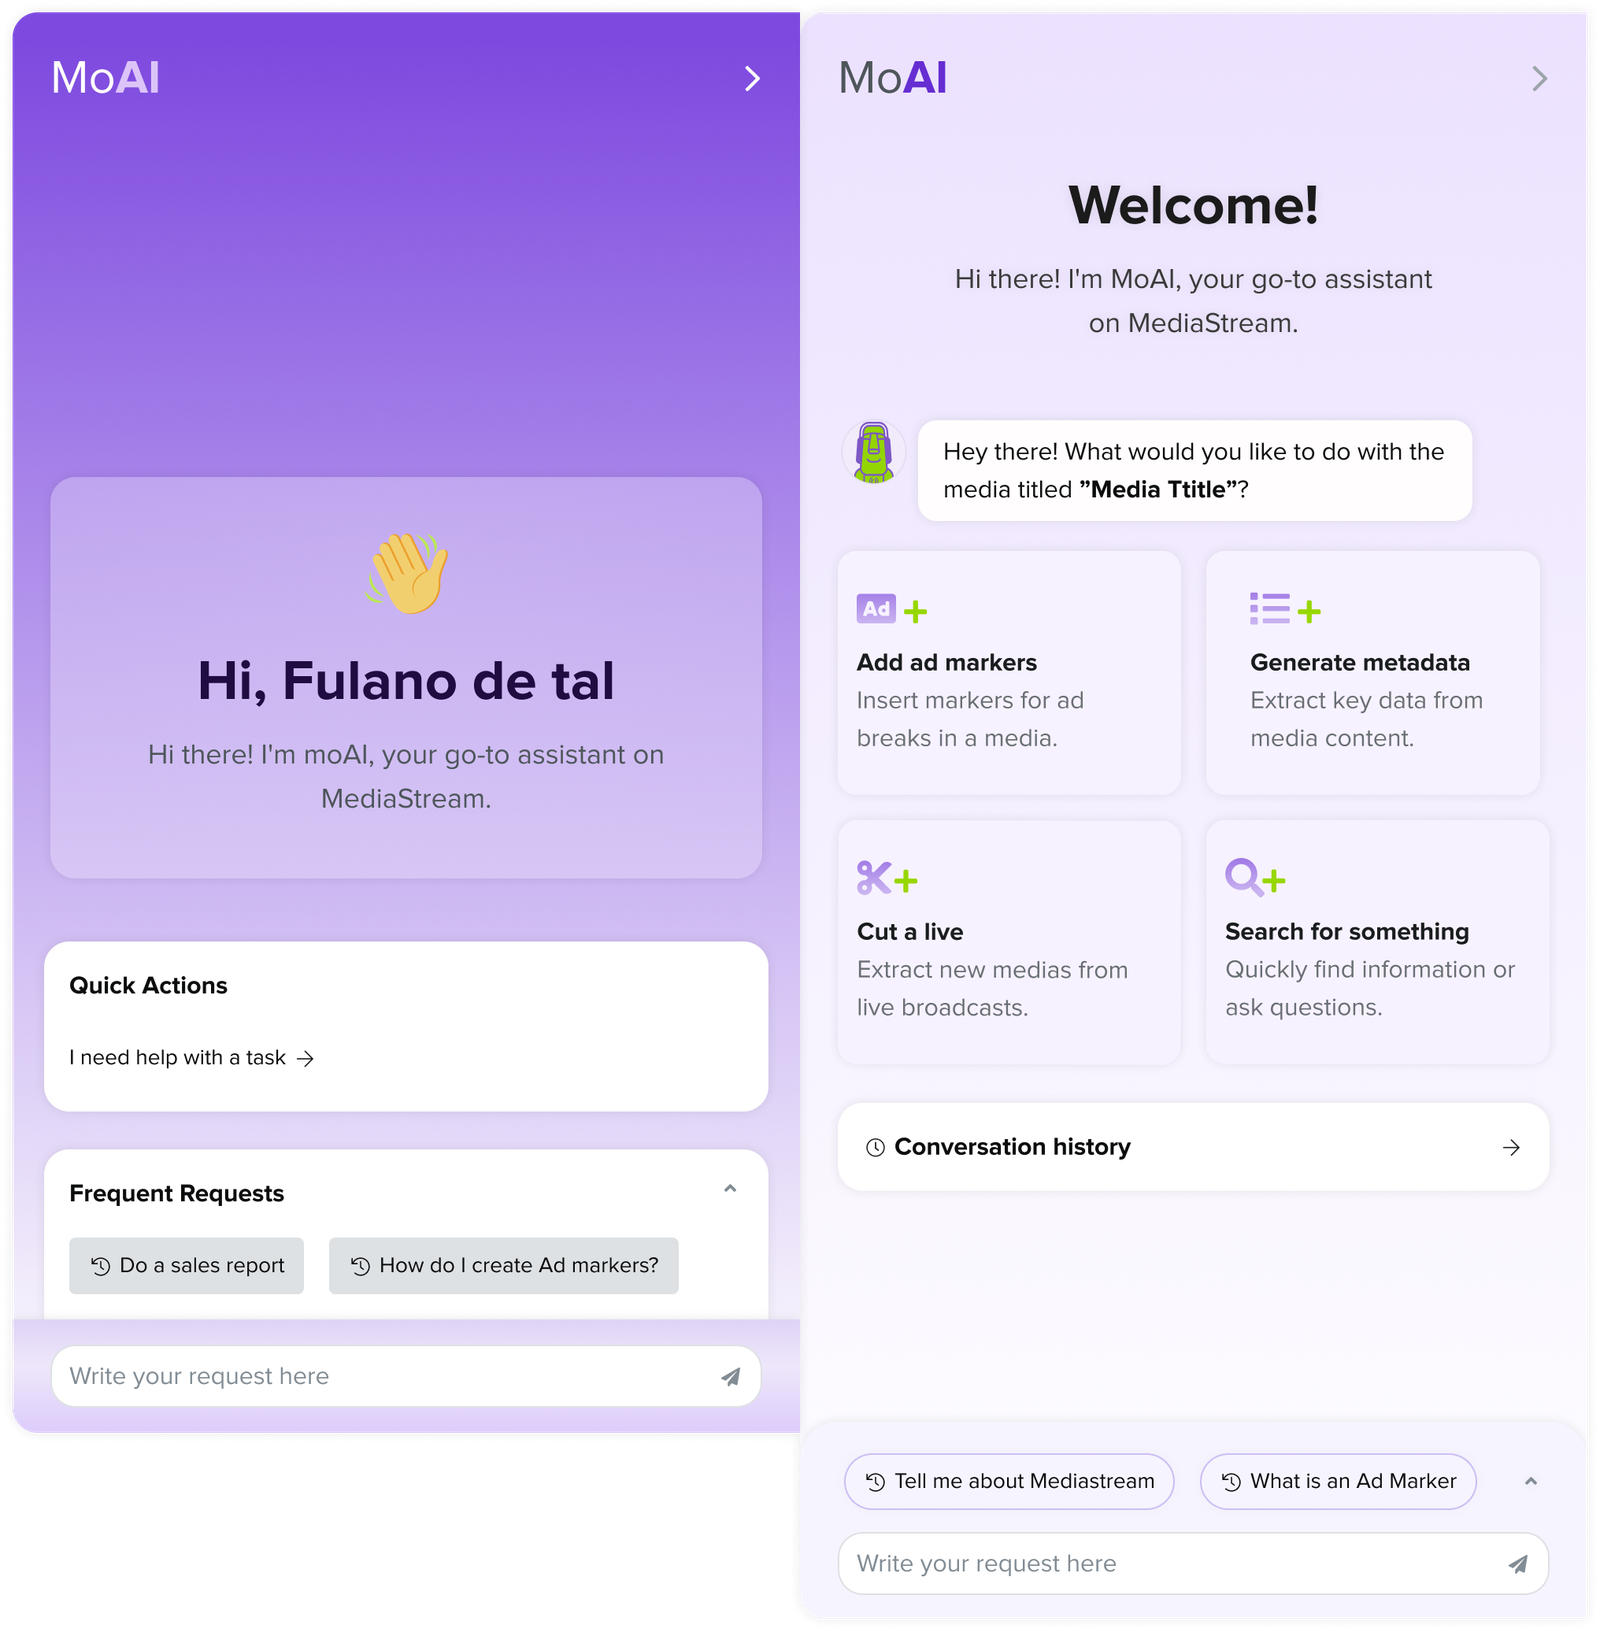 MoAI
Hi, Fulano de tal
Hi there! I'm moAI, your go-to assistant on
MediaStream.
Quick Actions
I need help with a task
Frequent Requests
Do a sales report
How do I create Ad markers?
Write your request here
MoAI
Welcome!
Hi there! I'm MoAI, your go-to assistant
on MediaStream.
Hey there! What would you like to do with the
media titled ”Media Ttitle”?
Ad
Add ad markers
Insert markers for ad
breaks in a media.
Generate metadata
Extract key data from
media content.
Cut a live
Extract new medias from
live broadcasts.
Search for something
Quickly find information or
ask questions.
Conversation history
Tell me about Mediastream
What is an Ad Marker
Write your request here